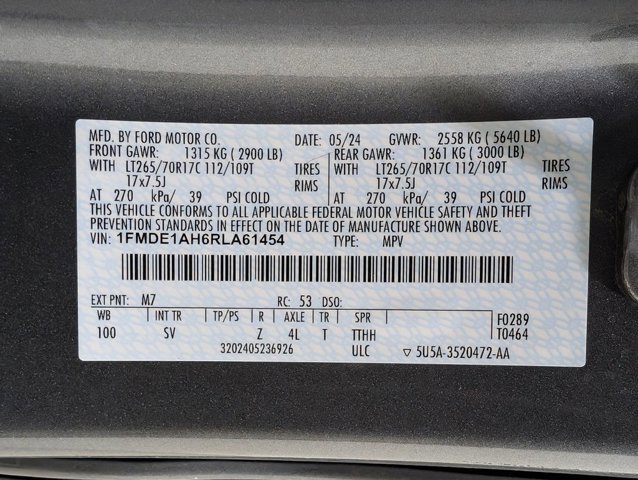 MFD. BY FORD MOTOR CO. DATE: 05/24 GVWR: 2558 KG ( 5640 LB)
FRONT GAWR: 1315 KG ( 2900 LB) REAR GAWR: 1361 KG ( 3000 LB)
WITH LT265/70R17C 112/109T TIRES WITH LT265/70R17C 112/109T TIRES
17x7.5J RIMS 17x7.5J RIMS
AT 270 kPa/ 39 PSI COLD AT 270 kPa/ 39 PSI COLD
THIS VEHICLE CONFORMS TO ALL APPLICABLE FEDERAL MOTOR VEHICLE SAFETY AND THEFT
PREVENTION STANDARDS IN EFFECT ON THE DATE OF MANUFACTURE SHOWN ABOVE.
VIN: 1FMDE1AH6RLA61454 TYPE: MPV
EXT PNT: M7 RC: 53 DSO:
WB INT TR TP/PS R AXLE TR SPR F0289
100 SV Z 4L T TTHH T0464
3202405236926 ULC ▽ 5U5A-3520472-AA